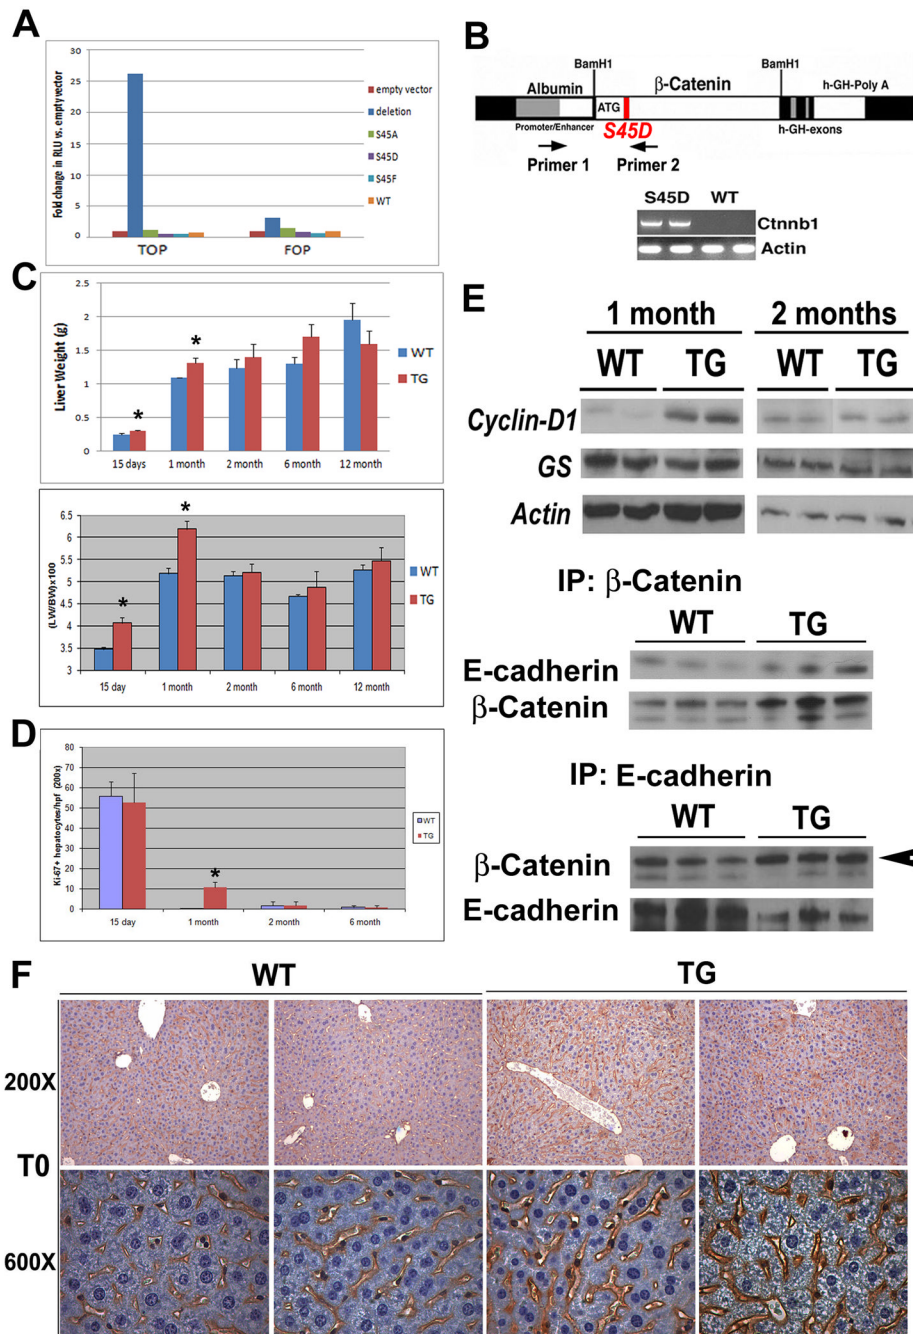 A
30
25
20
15
10
5
0
Fold change in RLU vs. empty vector
TOP
FOP
empty vector
deletion
S45A
S45D
S45F
WT
B
BamH1
BamH1
Albumin
β-Catenin
h-GH-Poly A
ATG
Promoter/Enhancer
S45D
h-GH-exons
Primer 1
Primer 2
S45D
WT
Ctnnb1
Actin
C
2.5
2
1.5
1
0.5
0
Liver Weight (g)
*
*
15 days
1 month
2 month
6 month
12 month
WT
TG
6.5
6
5.5
5
4.5
4
3.5
3
(LW/BW)x100
*
*
15 day
1 month
2 month
6 month
12 month
WT
TG
D
80
70
60
50
40
30
20
10
0
Ki-67+ hepatocytes/hpf (200x)
*
15 day
1 month
2 month
6 month
WT
TG
E
1 month
2 months
WT
TG
WT
TG
Cyclin-D1
GS
Actin
IP: β-Catenin
WT
TG
E-cadherin
β-Catenin
IP: E-cadherin
WT
TG
β-Catenin
E-cadherin
F
WT
TG
200X
T0
600X